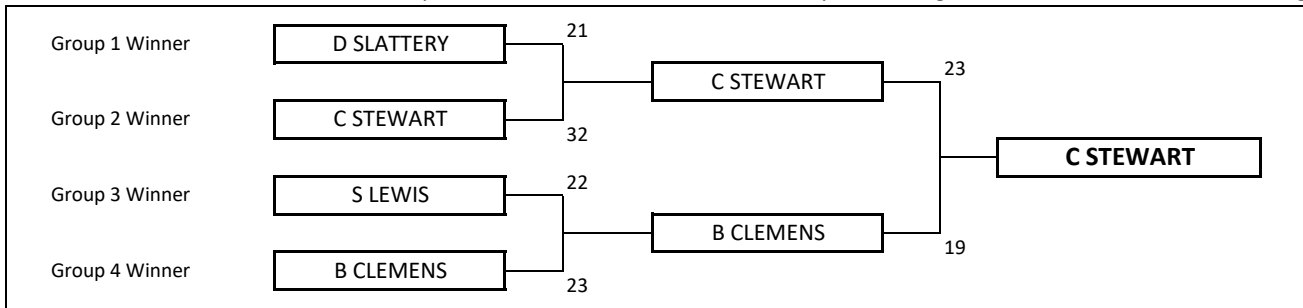 Group 1 Winner D SLATTERY 21
C STEWART 23
Group 2 Winner C STEWART 32
C STEWART
Group 3 Winner S LEWIS 22
B CLEMENS 19
Group 4 Winner B CLEMENS 23